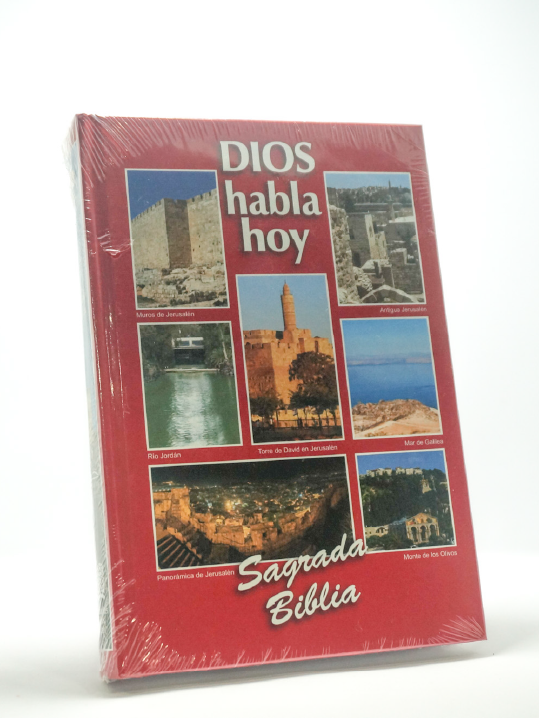 DIOS
habla
hoy
Muros de Jerusalén
Antigua Jerusalén
Río Jordán
Torre de David en Jerusalén
Mar de Galilea
Panorámica de Jerusalén
Monte de los Olivos
Sagrada
Biblia